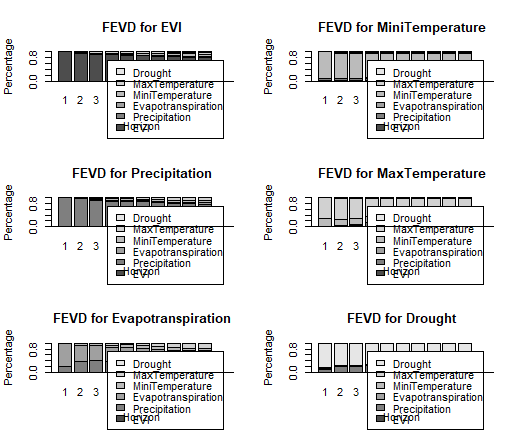 FEVD for EVI
Percentage
0.0 0.8
1 2 3
Drought
MaxTemperature
MiniTemperature
Evapotranspiration
Precipitation
EVI
Horizon
FEVD for MiniTemperature
Percentage
0.0 0.8
1 2 3
Drought
MaxTemperature
MiniTemperature
Evapotranspiration
Precipitation
EVI
Horizon
FEVD for Precipitation
Percentage
0.0 0.8
1 2 3
Drought
MaxTemperature
MiniTemperature
Evapotranspiration
Precipitation
EVI
Horizon
FEVD for MaxTemperature
Percentage
0.0 0.8
1 2 3
Drought
MaxTemperature
MiniTemperature
Evapotranspiration
Precipitation
EVI
Horizon
FEVD for Evapotranspiration
Percentage
0.0 0.8
1 2 3
Drought
MaxTemperature
MiniTemperature
Evapotranspiration
Precipitation
EVI
Horizon
FEVD for Drought
Percentage
0.0 0.8
1 2 3
Drought
MaxTemperature
MiniTemperature
Evapotranspiration
Precipitation
EVI
Horizon